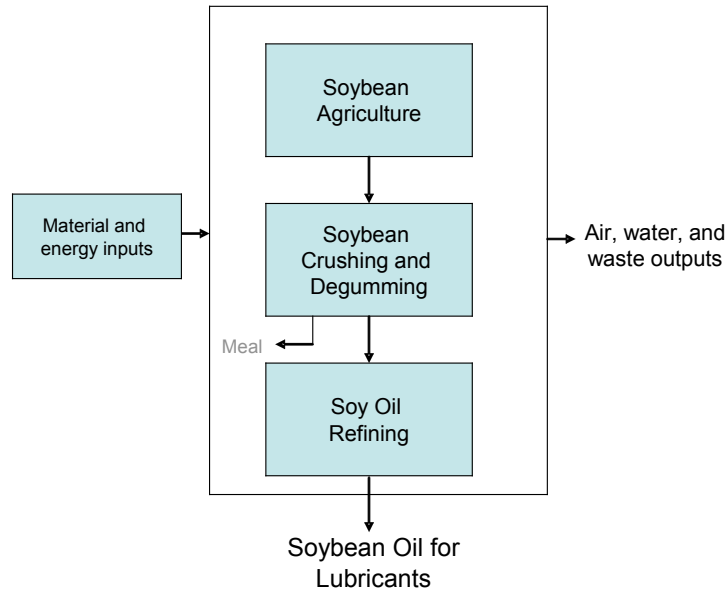 Soybean
Agriculture
Material and
energy inputs
Soybean
Crushing and
Degumming
Air, water, and
waste outputs
Meal
Soy Oil
Refining
Soybean Oil for
Lubricants